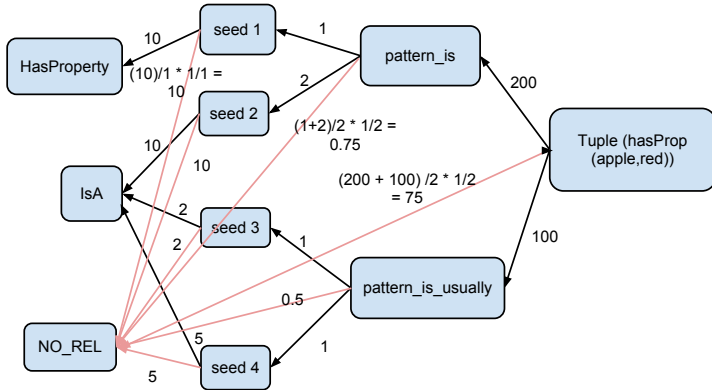 seed 1
10
1
HasProperty
(10)/1 * 1/1 =
10
pattern_is
200
2
seed 2
10
10
(1+2)/2 * 1/2 =
0.75
Tuple (hasProp
(apple,red))
IsA
(200 + 100) /2 * 1/2
= 75
2
seed 3
2
1
100
pattern_is_usually
0.5
NO_REL
5
1
seed 4
5